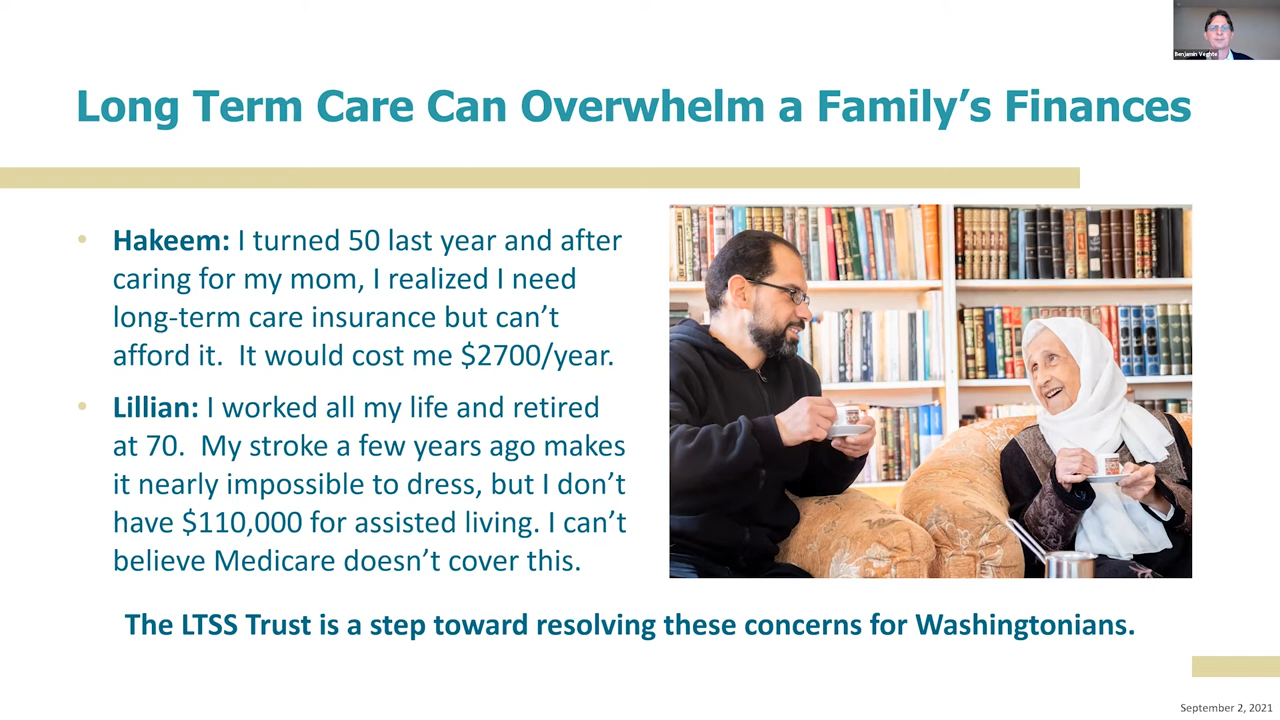 Benjamin Veghte
Long Term Care Can Overwhelm a Family's Finances
• Hakeem: I turned 50 last year and after
caring for my mom, I realized I need
long-term care insurance but can't
afford it.  It would cost me $2700/year.
• Lillian: I worked all my life and retired
at 70.  My stroke a few years ago makes
it nearly impossible to dress, but I don't
have $110,000 for assisted living. I can't
believe Medicare doesn't cover this.
The LTSS Trust is a step toward resolving these concerns for Washingtonians.
September 2, 2021